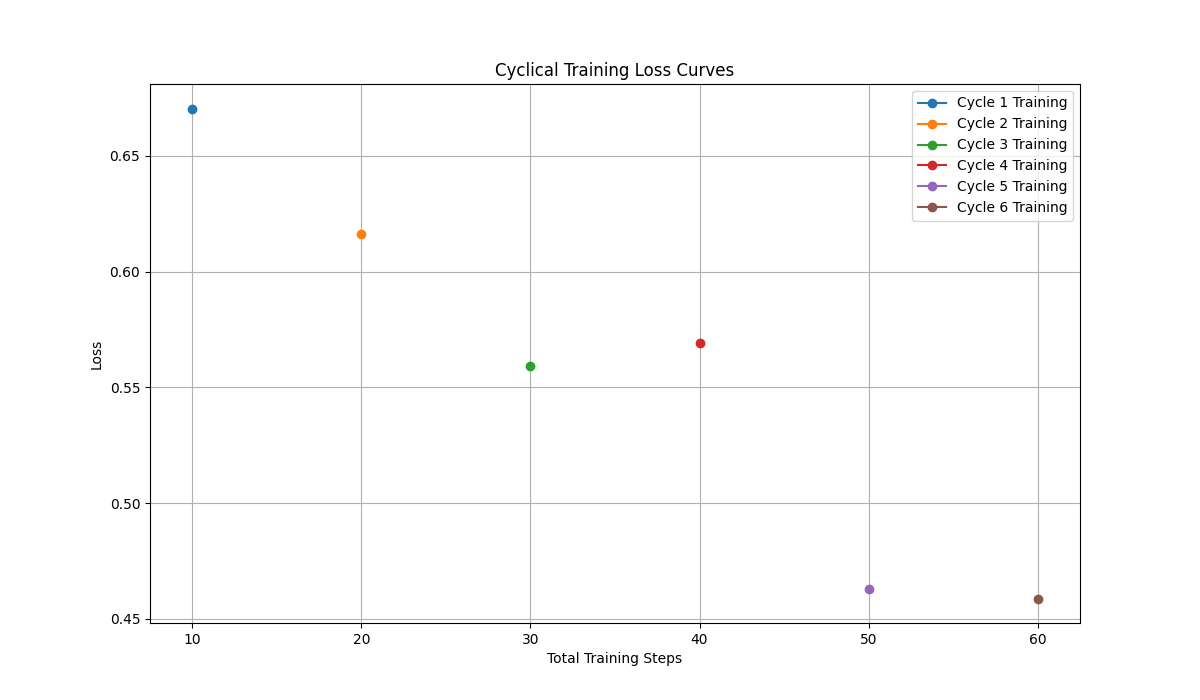 Cyclical Training Loss Curves
Cycle 1 Training
Cycle 2 Training
Cycle 3 Training
Cycle 4 Training
Cycle 5 Training
Cycle 6 Training
0.65
0.60
0.55
0.50
0.45
Loss
10 20 30 40 50 60
Total Training Steps